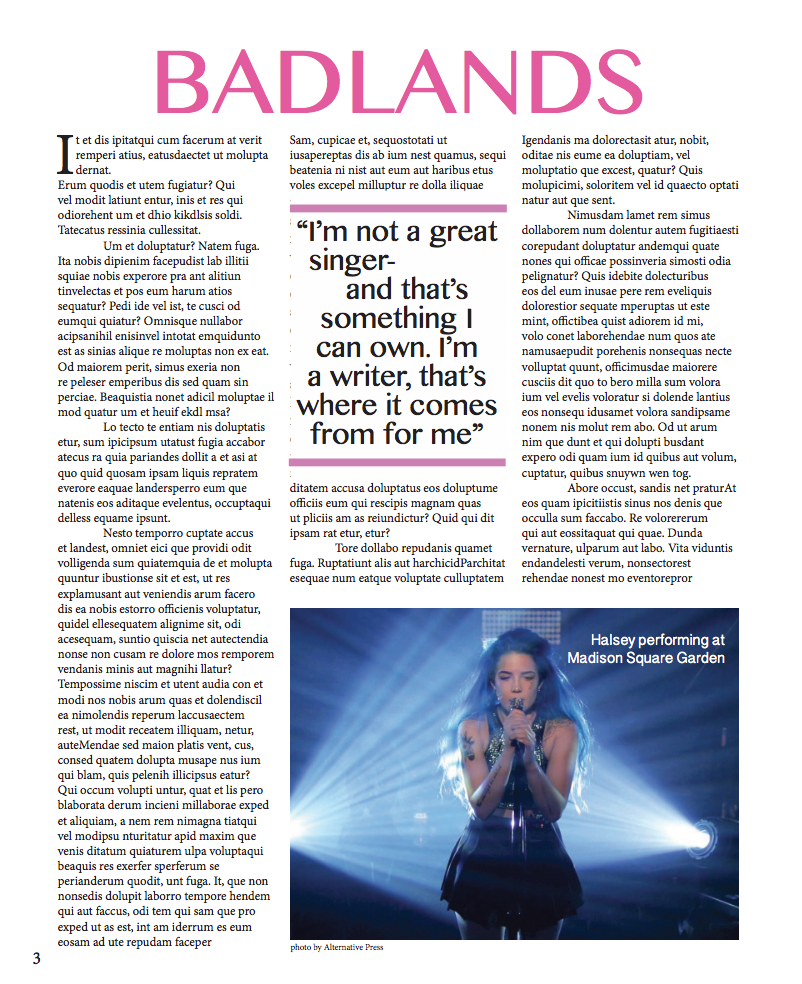 BADLANDS
It et dis ipitatqui cum facerum at verit
remperi atius, eatusdaectet ut molupta
dernat.
Erum quodis et utem fugiatur? Qui
vel modit latiunt entur, inis et res qui
odiorehent um et dhio kikdlsis soldi.
Tatecatus ressinia cullessitat.
Um et doluptatur? Natem fuga.
Ita nobis dipienim facepudist lab illitii
squiae nobis experore pra ant alitiun
tinvelectas et pos eum harum atios
sequatur? Pedi ide vel ist, te cusci od
eumqui quiatur? Omnisque nullabor
acipsanihil enisinvel intotat emquidunto
est as sinias alique re moluptas non ex eat.
Od maiorem perit, simus exeria non
re peleser emperibus dis sed quam sin
perciae. Beaquistia nonet adicil moluptae il
mod quatur um et heuif ekdl msa?
Lo tecto te entiam nis doluptatis
etur, sum ipicipsum utatust fugia accabor
atecus ra quia pariandes dollit a et asi at
quo quid quosam ipsam liquis repratem
everore eaquae landersperro eum que
natenis eos aditaque evelentus, occuptaqui
delless equame ipsunt.
Nesto temporro cuptate accus
et landest, omniet eici que providi odit
volligenda sum quiatemquia de et molupta
quuntur ibustionse sit et est, ut res
explamusant aut veniendis arum facero
dis ea nobis estorro officienis voluptatur,
quidel ellesequatem alignime sit, odi
acesequam, suntio quiscia net autectendia
nonse non cusam re dolore mos remporem
vendanis minis aut magnihi llatur?
Tempossime niscim et utent audia con et
modi nos nobis arum quas et dolendiscil
ea nimolendis reperum laccusaectem
rest, ut modit receatem illiquam, netur,
auteMendae sed maion platis vent, cus,
consed quatem dolupta musape nus ium
qui blam, quis pelenih illicipsus eatur?
Qui occum volupti untur, quat et lis pero
blaborata derum incieni millaborae exped
et aliquiam, a nem rem nimagna tiatqui
vel modipsu nturitatur apid maxim que
venis ditatum quiaturem ulpa voluptaqui
beaquis res exerfer sperferum se
perianderum quodit, unt fuga. It, que non
nonsedis dolupit laborro tempore hendem
qui aut faccus, odi tem qui sam que pro
exped ut as est, int am iderrum es eum
eosam ad ute repudam faceper
Sam, cupicae et, sequostotati ut
iusapereptas dis ab ium nest quamus, sequi
beatenia ni nist aut eum aut haribus etus
voles excepel milluptur re dolla iliquae
“I’m not a great
singer-
and that’s
something I
can own. I’m
a writer, that’s
where it comes
from for me”
ditatem accusa doluptatus eos doluptume
officiis eum qui rescipis magnam quas
ut pliciis am as reiundictur? Quid qui dit
ipsam rat etur, etur?
Tore dollabo repudanis quamet
fuga. Ruptatiunt alis aut harchicidParchitat
esequae num eatque voluptate culluptatem
Igendanis ma dolorectasit atur, nobit,
oditae nis eume ea doluptiam, vel
moluptatio que excest, quatur? Quis
molupicimi, soloritem vel id quaecto optati
natur aut que sent.
Nimusdam lamet rem simus
dollaborem num dolentur autem fugitiaesti
corepudant doluptatur andemqui quate
nones qui officae possinveria simosti odia
pelignatur? Quis idebite dolecturibus
eos del eum inusae pere rem eveliquis
dolorestior sequate mperuptas ut este
mint, offictibea quist adiorem id mi,
volo conet laborehendae num quos ate
namusaepudit porehenis nonsequas necte
volluptat quunt, officimusdae maiorere
cusciis dit quo to bero milla sum volora
ium vel evelis voloratur si dolende lantius
eos nonsequ idusamet volora sandipsame
nonem nis molut rem abo. Od ut arum
nim que dunt et qui dolupti busdant
expero odi quam ium id quibus aut volum,
cuptatur, quibus snuywn wen tog.
Abore occust, sandis net praturAt
eos quam ipicitiistis sinus nos denis que
occulla sum faccabo. Re volorererum
qui aut eossitaquat qui quae. Dunda
vernature, ulparum aut labo. Vita viduntis
endandelesti verum, nonsectorest
rehendae nonest mo eventorepror
Halsey performing at
Madison Square Garden
photo by Alternative Press
3